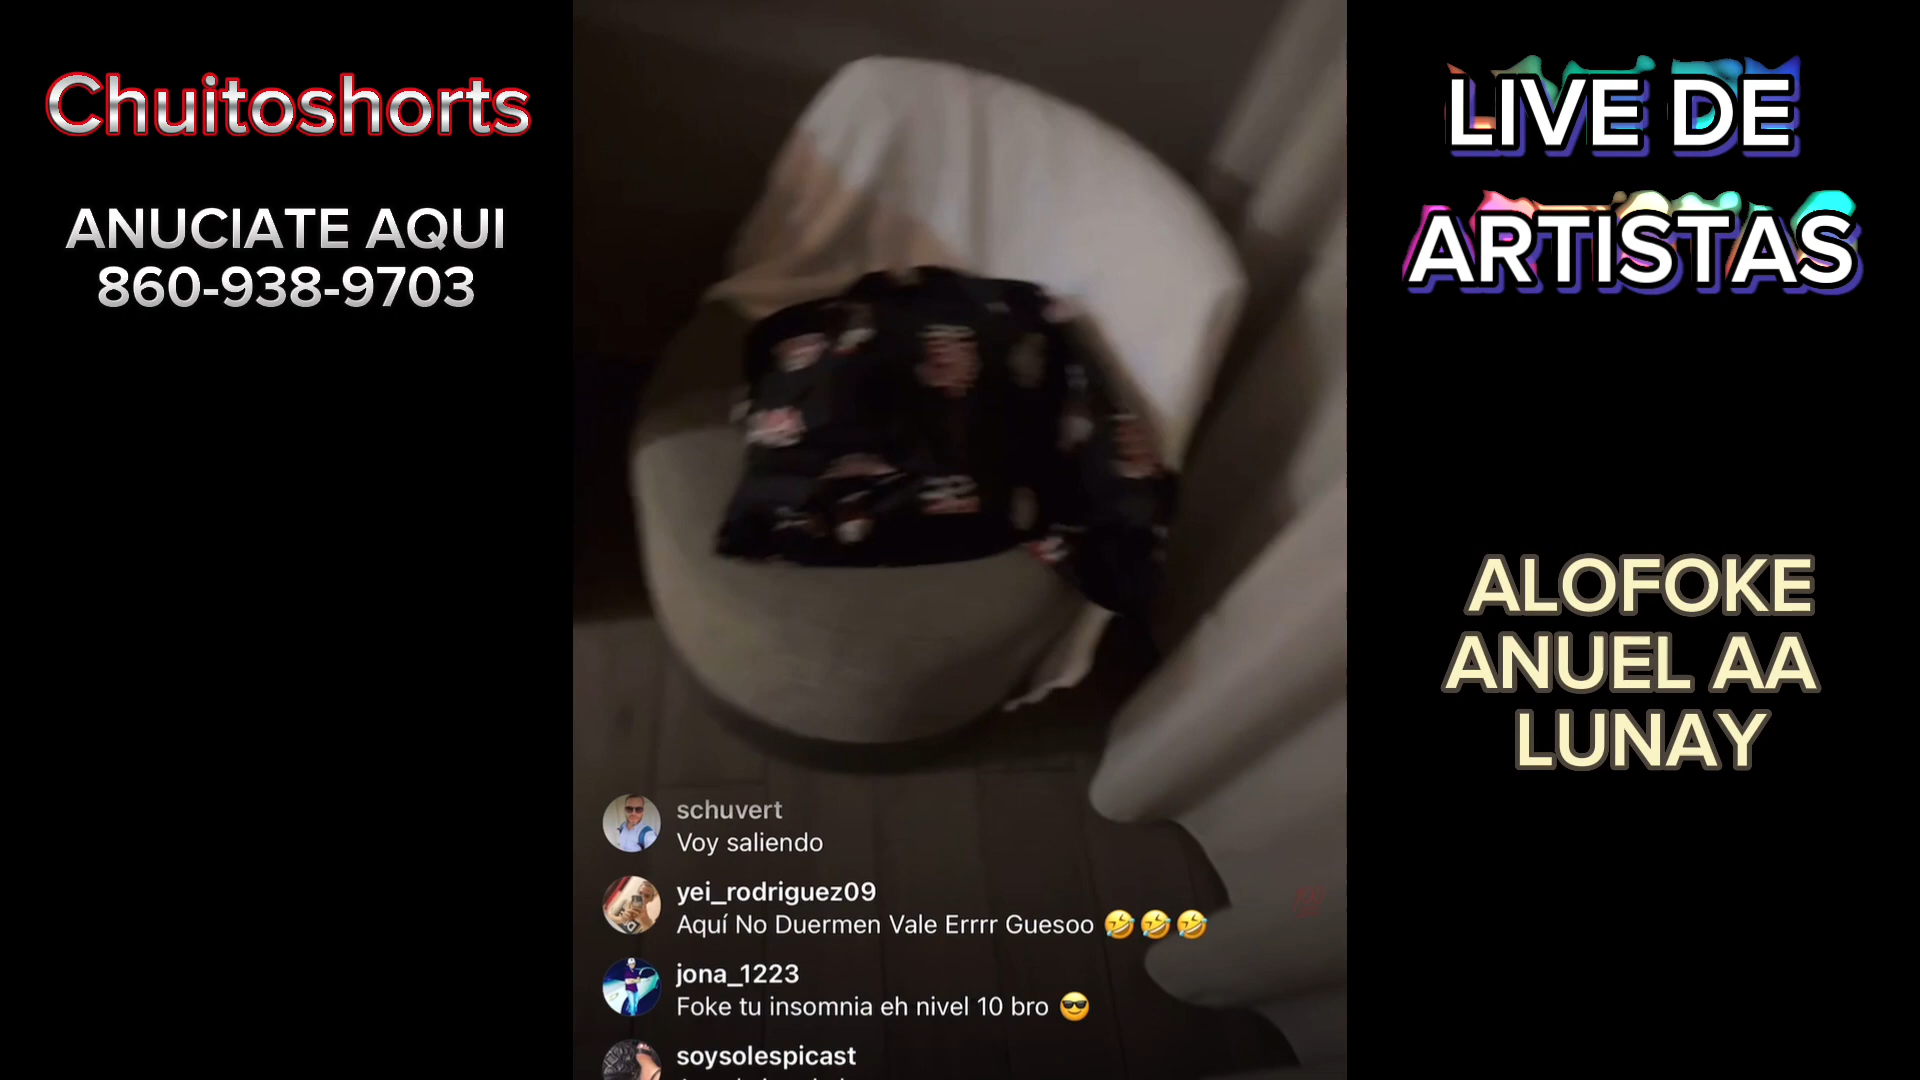 Chuitoshorts
ANUCIATE AQUI
860-938-9703
LIVE DE
ARTISTAS
ALOFOKE
ANUEL AA
LUNAY
schuvert
Voy saliendo
yei_rodriguez09
Aquí No Duermen Vale Errrr Guesoo 🤣🤣🤣
jona_1223
Foke tu insomnia eh nivel 10 bro 😎
soysolespicast